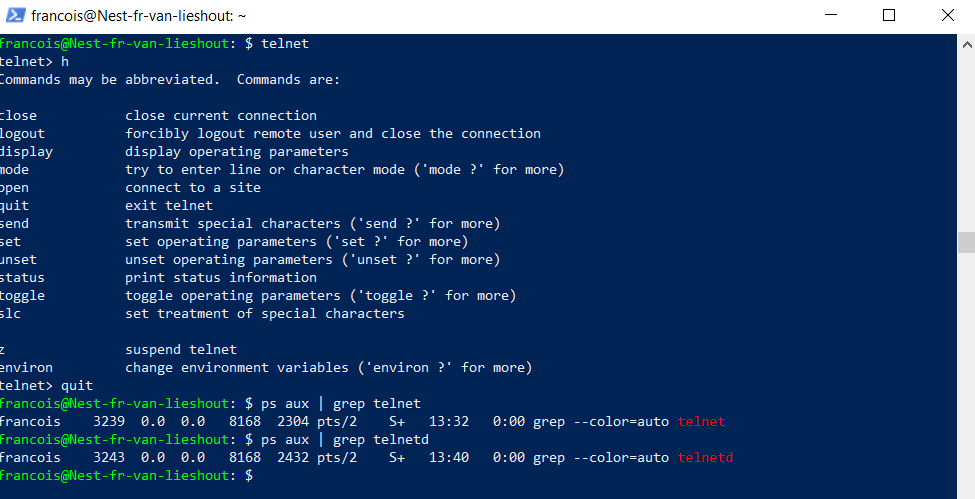 francois@Nest-fr-van-lieshout: ~
francois@Nest-fr-van-lieshout: $ telnet
telnet> h
Commands may be abbreviated.  Commands are:

close           close current connection
logout          forcibly logout remote user and close the connection
display         display operating parameters
mode            try to enter line or character mode ('mode ?' for more)
open            connect to a site
quit            exit telnet
send            transmit special characters ('send ?' for more)
set             set operating parameters ('set ?' for more)
unset           unset operating parameters ('unset ?' for more)
status          print status information
toggle          toggle operating parameters ('toggle ?' for more)
slc             set treatment of special characters

z               suspend telnet
environ         change environment variables ('environ ?' for more)
telnet> quit
francois@Nest-fr-van-lieshout: $ ps aux | grep telnet
francois    3239  0.0  0.0   8168  2304 pts/2    S+   13:32   0:00 grep --color=auto telnet
francois@Nest-fr-van-lieshout: $ ps aux | grep telnetd
francois    3243  0.0  0.0   8168  2432 pts/2    S+   13:40   0:00 grep --color=auto telnetd
francois@Nest-fr-van-lieshout: $